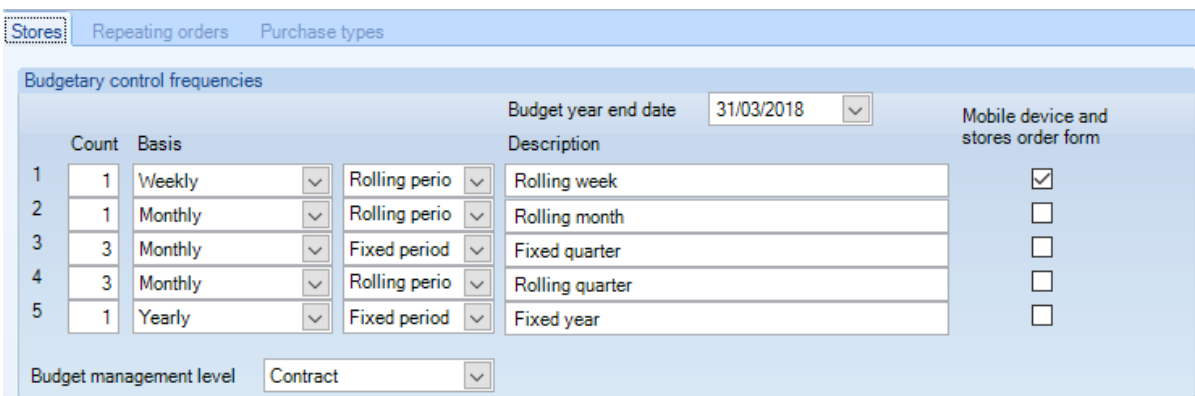 Stores Repeating orders Purchase types
Budgetary control frequencies
Budget year end date 31/03/2018
Mobile device and
stores order form
Count Basis Description
1 1 Weekly Rolling perio Rolling week
2 1 Monthly Rolling perio Rolling month
3 3 Monthly Fixed period Fixed quarter
4 3 Monthly Rolling perio Rolling quarter
5 1 Yearly Fixed period Fixed year
Budget management level Contract